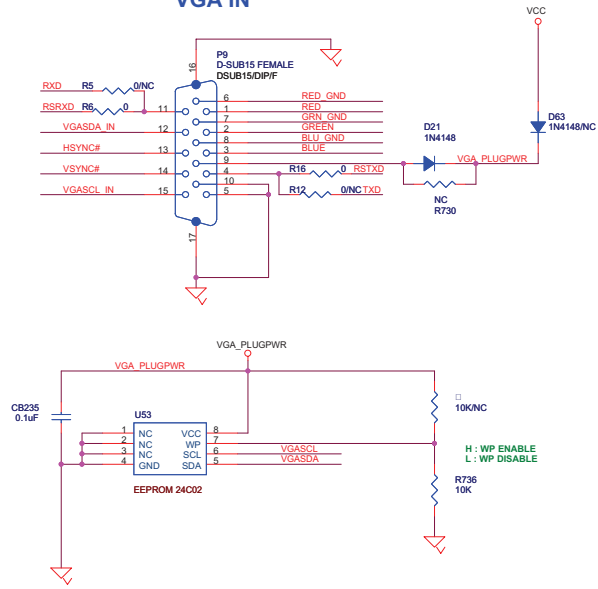 VGA IN
VCC
P9
D-SUB15 FEMALE
DSUB15/DIP/F
16
RXD R5 0/NC
RSRXD R6 0 11
VGASDA_IN 12
HSYNC# 13
VSYNC# 14
VGASCL_IN 15
6 RED_GND
1 RED
7 GRN_GND
2 GREEN
8 BLU_GND
3 BLUE
9
4 R16 0 RSTXD
10
5 R12 0/NC TXD
17
D21
1N4148
D63
1N4148/NC
VGA_PLUGPWR
NC
R730
VGA_PLUGPWR
VGA_PLUGPWR
CB235
0.1uF
U53
1 NC VCC 8
2 NC WP 7
3 NC SCL 6 VGASCL
4 GND SDA 5 VGASDA
EEPROM 24C02
10K/NC
H : WP ENABLE
L : WP DISABLE
R736
10K